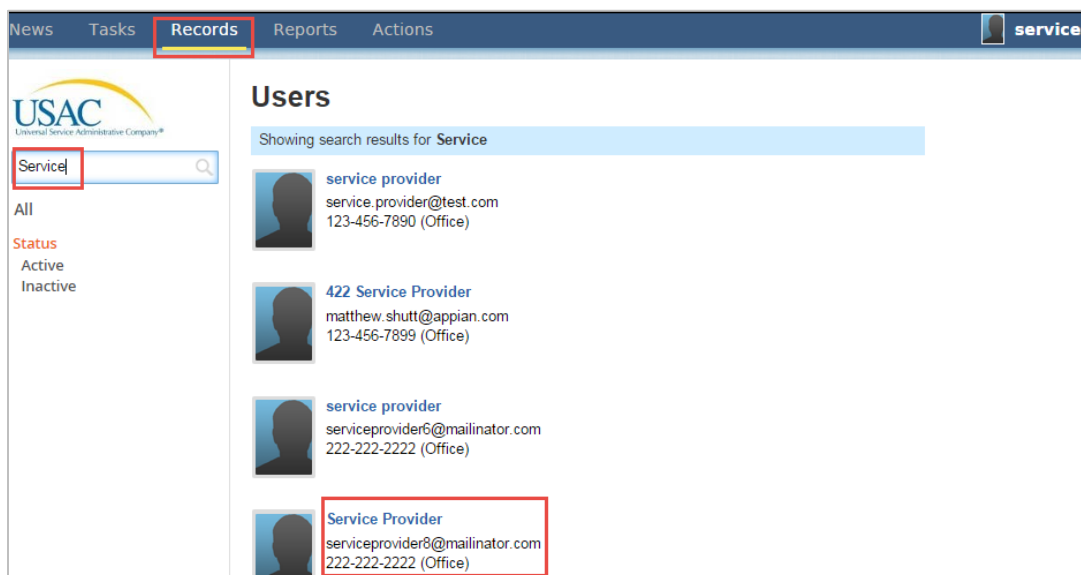 News Tasks Records Reports Actions service
USAC
Universal Service Administrative Company®
Service
All
Status
Active
Inactive
Users
Showing search results for Service
service provider
service.provider@test.com
123-456-7890 (Office)
422 Service Provider
matthew.shutt@appian.com
123-456-7899 (Office)
service provider
serviceprovider6@mailinator.com
222-222-2222 (Office)
Service Provider
serviceprovider8@mailinator.com
222-222-2222 (Office)